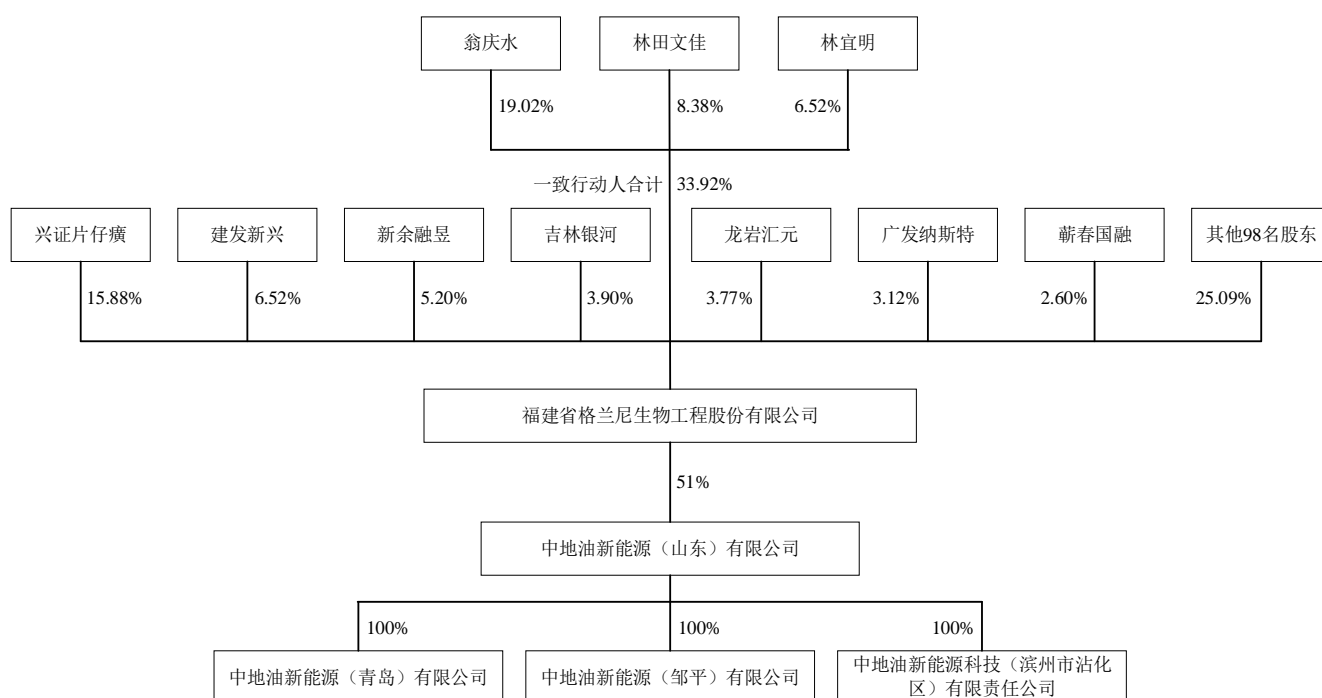 翁庆水
林田文佳
林宜明
19.02%
8.38%
6.52%
一致行动人合计
33.92%
兴证片仔癀
建发新兴
新余融昱
吉林银河
龙岩汇元
广发纳斯特
蕲春国融
其他98名股东
15.88%
6.52%
5.20%
3.90%
3.77%
3.12%
2.60%
25.09%
福建省格兰尼生物工程股份有限公司
51%
中地油新能源（山东）有限公司
100%
100%
100%
中地油新能源（青岛）有限公司
中地油新能源（邹平）有限公司
中地油新能源科技（滨州市沾化
区）有限责任公司